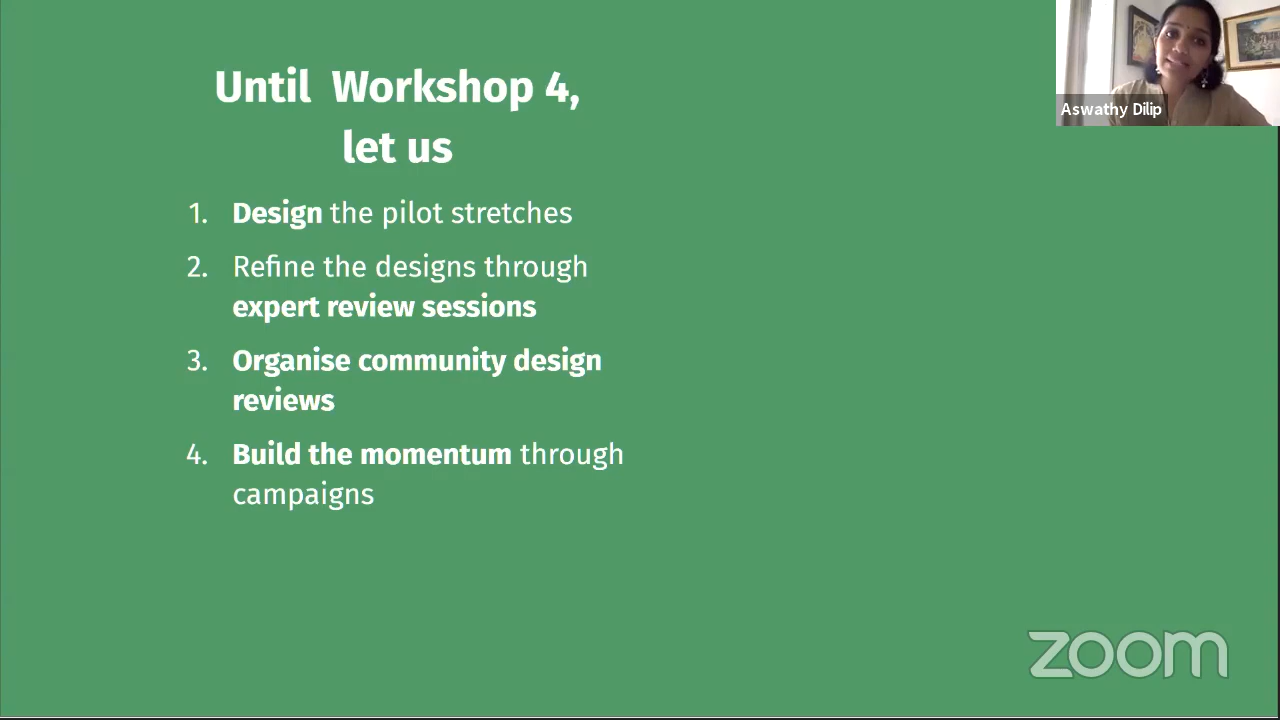 Until Workshop 4,
let us
1. Design the pilot stretches
2. Refine the designs through
expert review sessions
3. Organise community design
reviews
4. Build the momentum through
campaigns
Aswathy Dilip
zoom